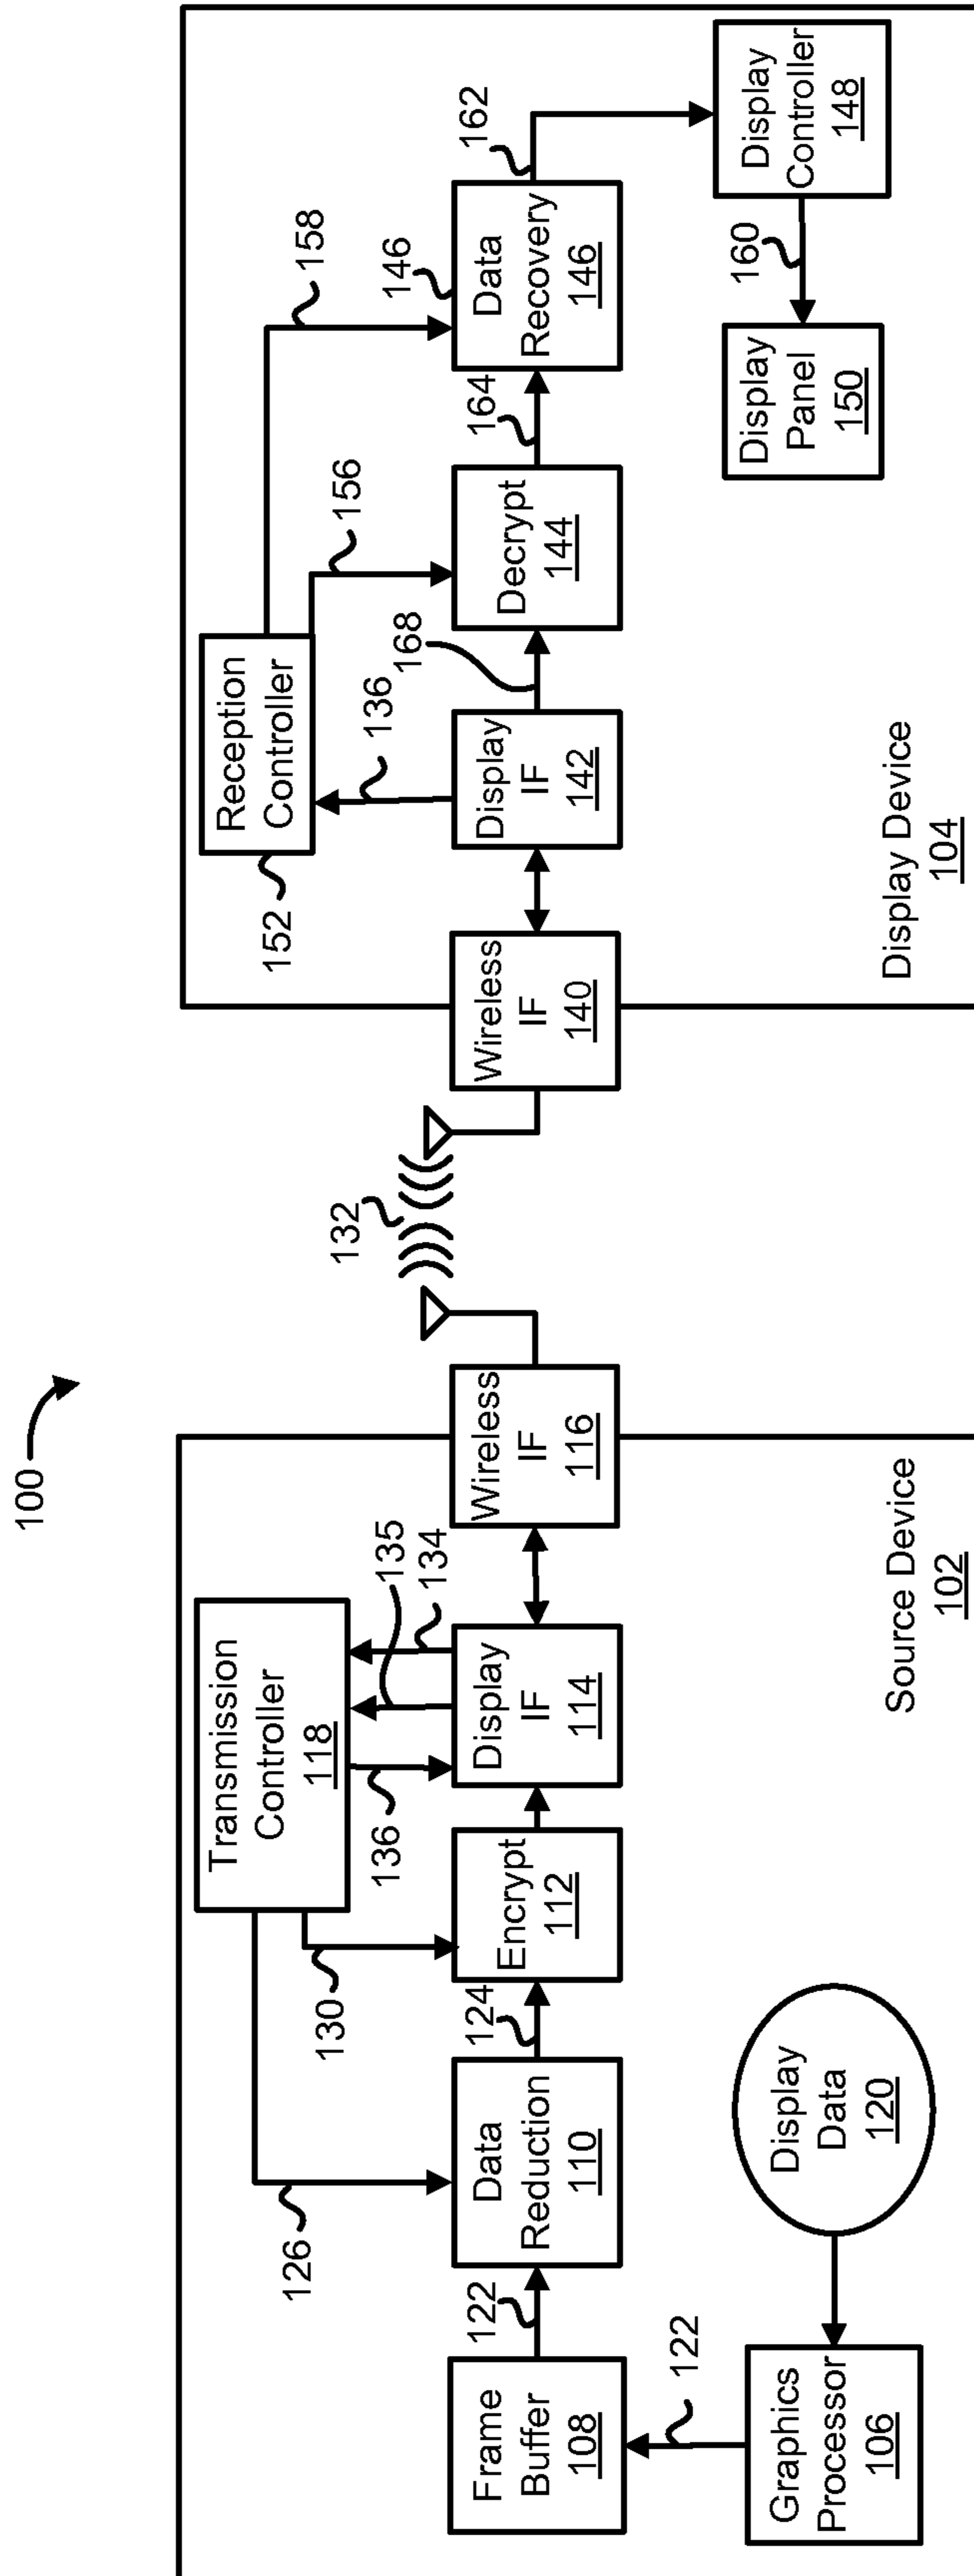 100
Transmission
Controller
118
126
130
136
135
134
122
124
Frame
Buffer
108
Data
Reduction
110
Encrypt
112
Display
IF
114
Wireless
IF
116
122
Graphics
Processor
106
Display
Data
120
Source Device
102
132
Reception
Controller
152
136
156
158
146
Wireless
IF
140
Display
IF
142
168
Decrypt
144
164
Data
Recovery
146
162
Display
Panel
150
160
Display
Controller
148
Display Device
104